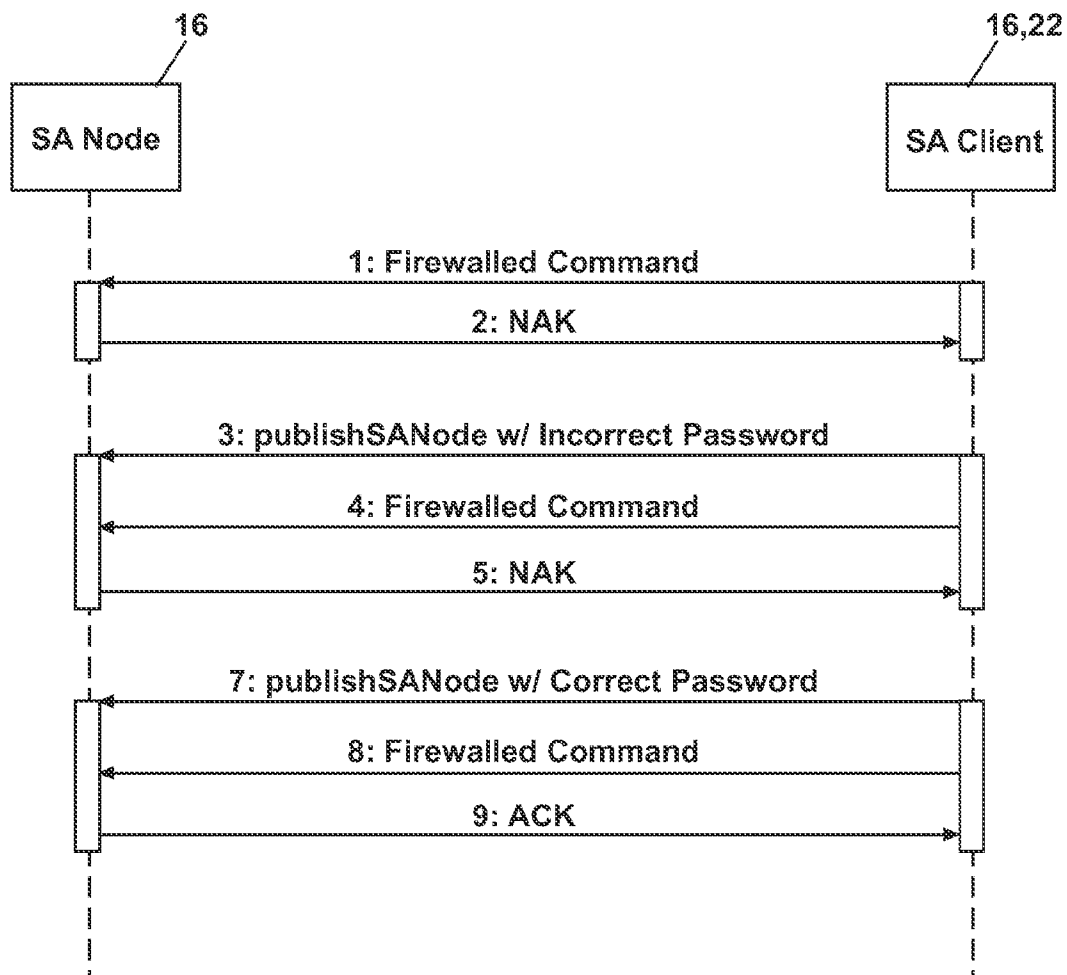 16
16,22
SA Node
SA Client
1: Firewalled Command
2: NAK
3: publishSANode w/ Incorrect Password
4: Firewalled Command
5: NAK
7: publishSANode w/ Correct Password
8: Firewalled Command
9: ACK